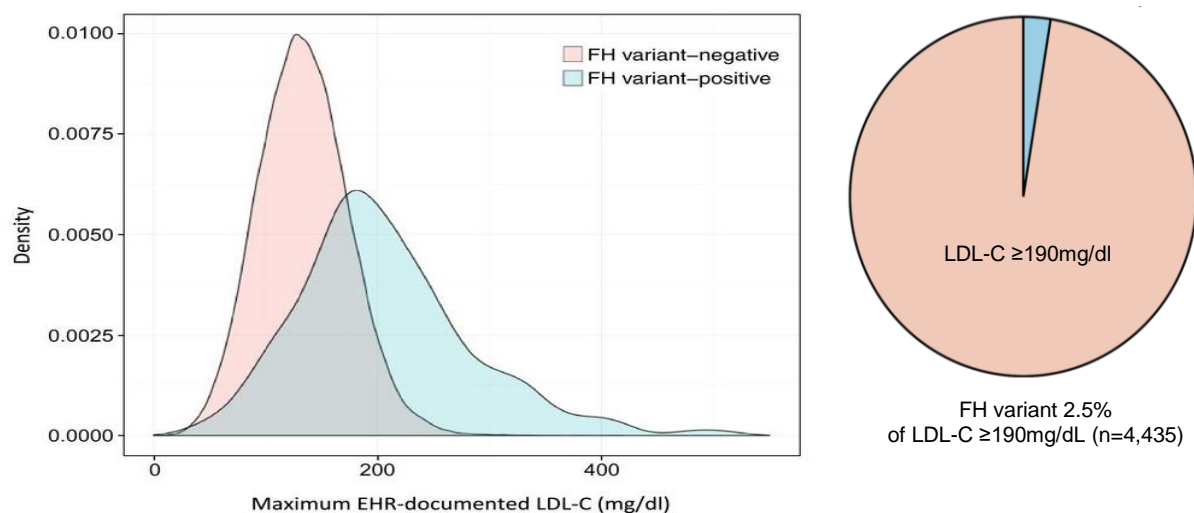 0.0100
0.0075
0.0050
0.0025
0.0000
Density
FH variant–negative
FH variant–positive
0
200
400
Maximum EHR-documented LDL-C (mg/dl)
LDL-C ≥190mg/dl
FH variant 2.5%
of LDL-C ≥190mg/dL (n=4,435)